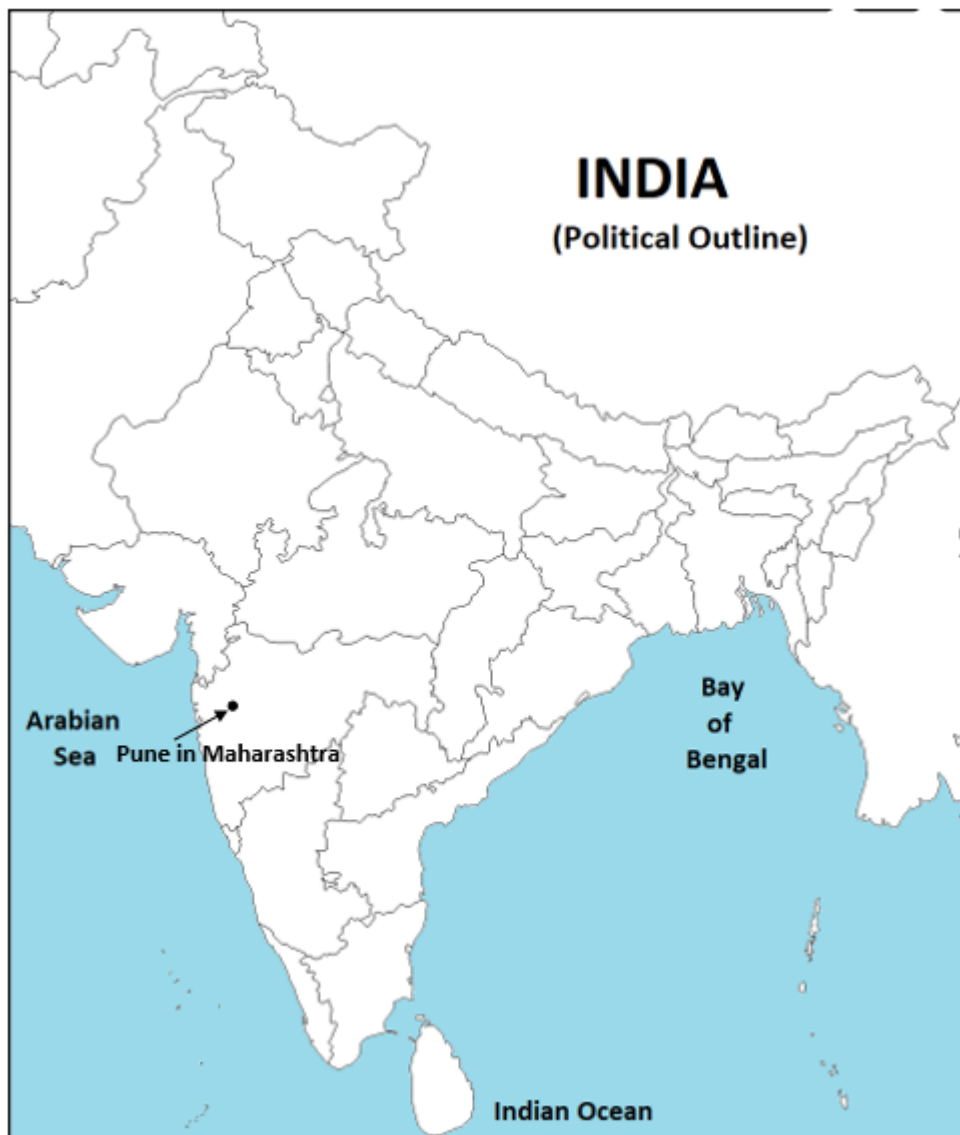 INDIA
(Political Outline)
Arabian
Sea
Pune in Maharashtra
Bay
of
Bengal
Indian Ocean